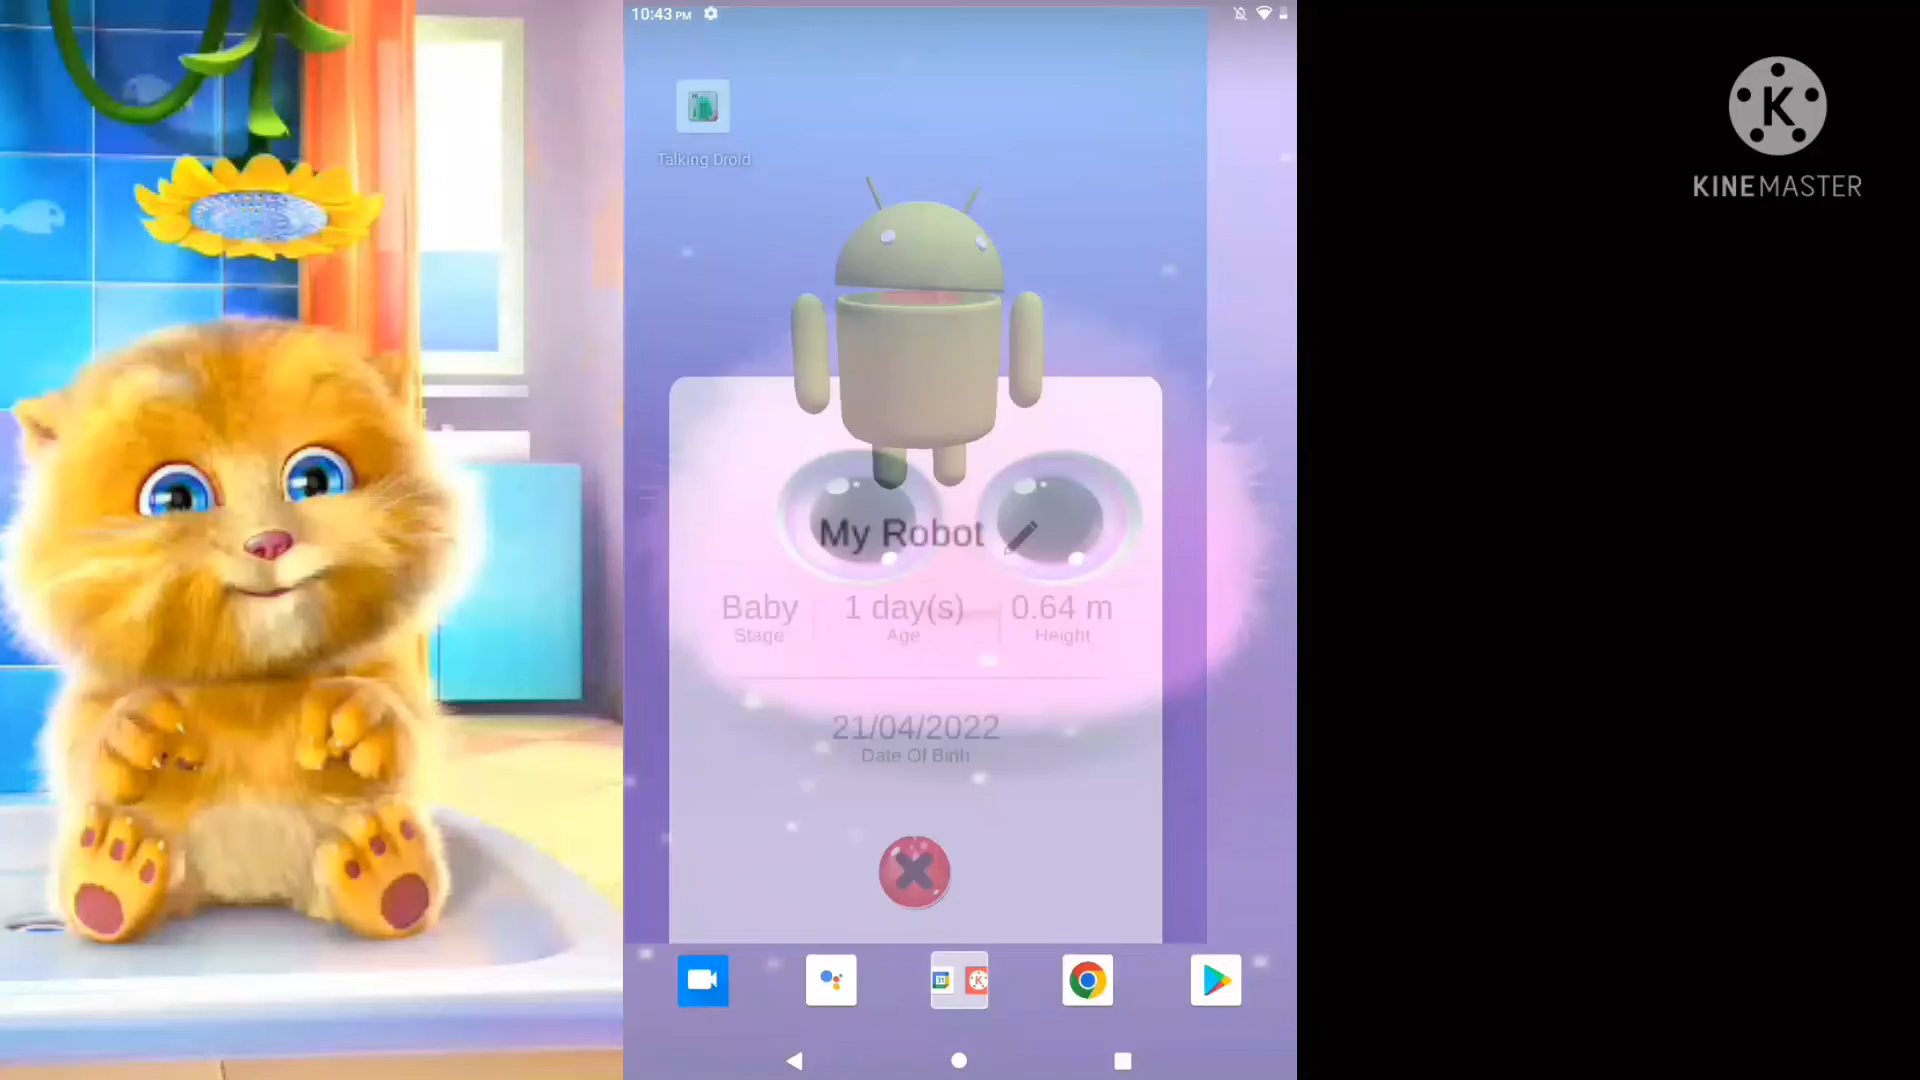 10:43 PM
K
KINEMASTER
Talking Droid
My Robot
Baby 1 day(s) 0.64 m
Stage Age Height
21/04/2022
Date Of Birth
31 K